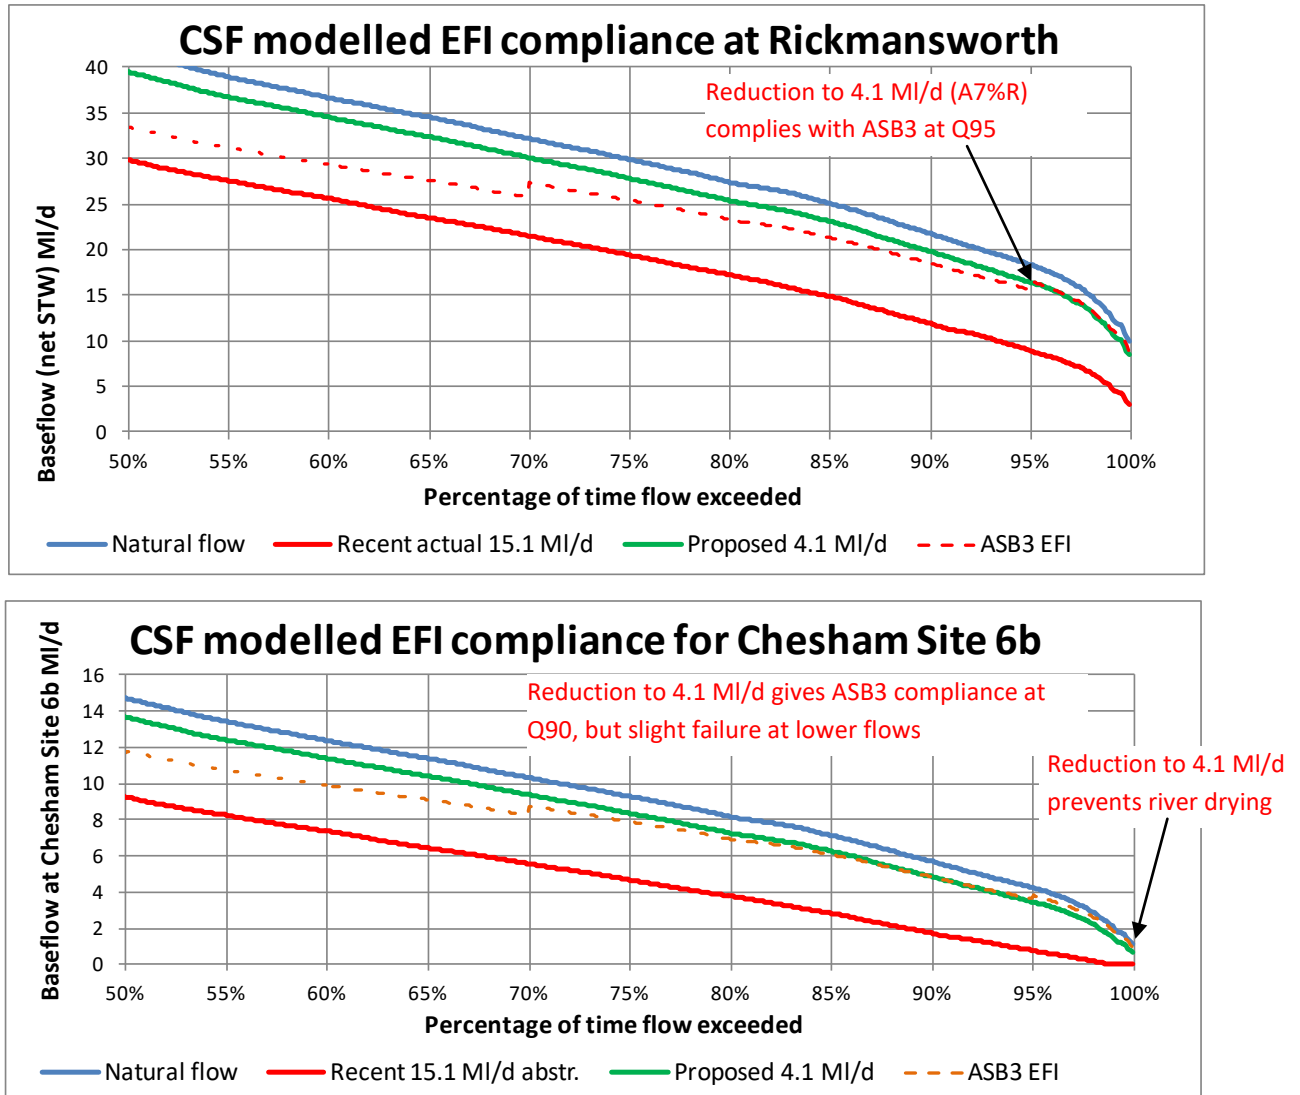 CSF modelled EFI compliance at Rickmansworth
Baseflow (net STW) Ml/d
40
35
30
25
20
15
10
5
0
Reduction to 4.1 Ml/d (A7%R)
complies with ASB3 at Q95
50% 55% 60% 65% 70% 75% 80% 85% 90% 95% 100%
Percentage of time flow exceeded
Natural flow Recent actual 15.1 Ml/d Proposed 4.1 Ml/d ASB3 EFI
CSF modelled EFI compliance for Chesham Site 6b
Baseflow at Chesham Site 6b Ml/d
16
14
12
10
8
6
4
2
0
Reduction to 4.1 Ml/d gives ASB3 compliance at
Q90, but slight failure at lower flows
Reduction to 4.1 Ml/d
prevents river drying
50% 55% 60% 65% 70% 75% 80% 85% 90% 95% 100%
Percentage of time flow exceeded
Natural flow Recent 15.1 Ml/d abstr. Proposed 4.1 Ml/d ASB3 EFI